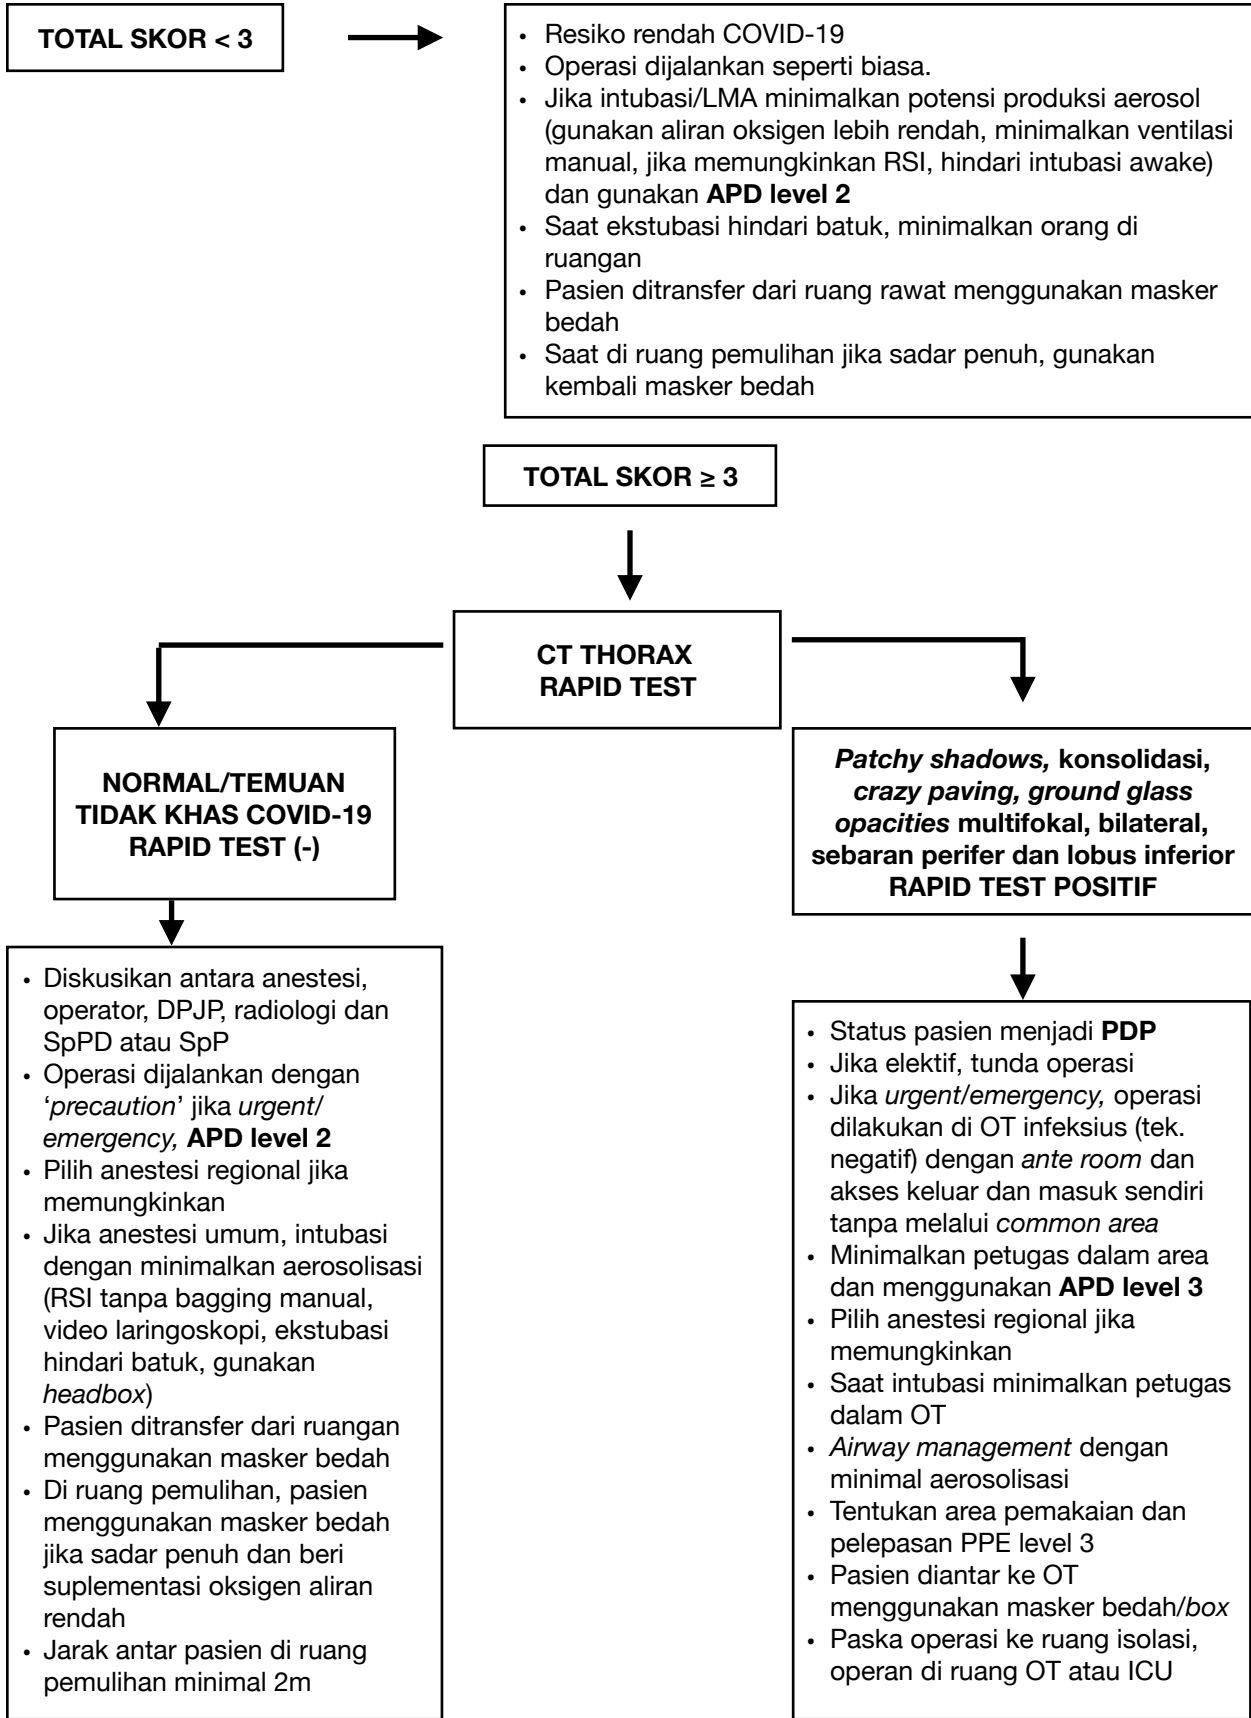 TOTAL SKOR < 3
• Resiko rendah COVID-19
• Operasi dijalankan seperti biasa.
• Jika intubasi/LMA minimalkan potensi produksi aerosol
(gunakan aliran oksigen lebih rendah, minimalkan ventilasi
manual, jika memungkinkan RSI, hindari intubasi awake)
dan gunakan APD level 2
• Saat ekstubasi hindari batuk, minimalkan orang di
ruangan
• Pasien ditransfer dari ruang rawat menggunakan masker
bedah
• Saat di ruang pemulihan jika sadar penuh, gunakan
kembali masker bedah
TOTAL SKOR ≥ 3
CT THORAX
RAPID TEST
NORMAL/TEMUAN
TIDAK KHAS COVID-19
RAPID TEST (-)
Patchy shadows, konsolidasi,
crazy paving, ground glass
opacities multifokal, bilateral,
sebaran perifer dan lobus inferior
RAPID TEST POSITIF
• Diskusikan antara anestesi,
operator, DPJP, radiologi dan
SpPD atau SpP
• Operasi dijalankan dengan
‘precaution’ jika urgent/
emergency, APD level 2
• Pilih anestesi regional jika
memungkinkan
• Jika anestesi umum, intubasi
dengan minimalkan aerosolisasi
(RSI tanpa bagging manual,
video laringoskopi, ekstubasi
hindari batuk, gunakan
headbox)
• Pasien ditransfer dari ruangan
menggunakan masker bedah
• Di ruang pemulihan, pasien
menggunakan masker bedah
jika sadar penuh dan beri
suplementasi oksigen aliran
rendah
• Jarak antar pasien di ruang
pemulihan minimal 2m
• Status pasien menjadi PDP
• Jika elektif, tunda operasi
• Jika urgent/emergency, operasi
dilakukan di OT infeksius (tek.
negatif) dengan ante room dan
akses keluar dan masuk sendiri
tanpa melalui common area
• Minimalkan petugas dalam area
dan menggunakan APD level 3
• Pilih anestesi regional jika
memungkinkan
• Saat intubasi minimalkan petugas
dalam OT
• Airway management dengan
minimal aerosolisasi
• Tentukan area pemakaian dan
pelepasan PPE level 3
• Pasien diantar ke OT
menggunakan masker bedah/box
• Paska operasi ke ruang isolasi,
operan di ruang OT atau ICU